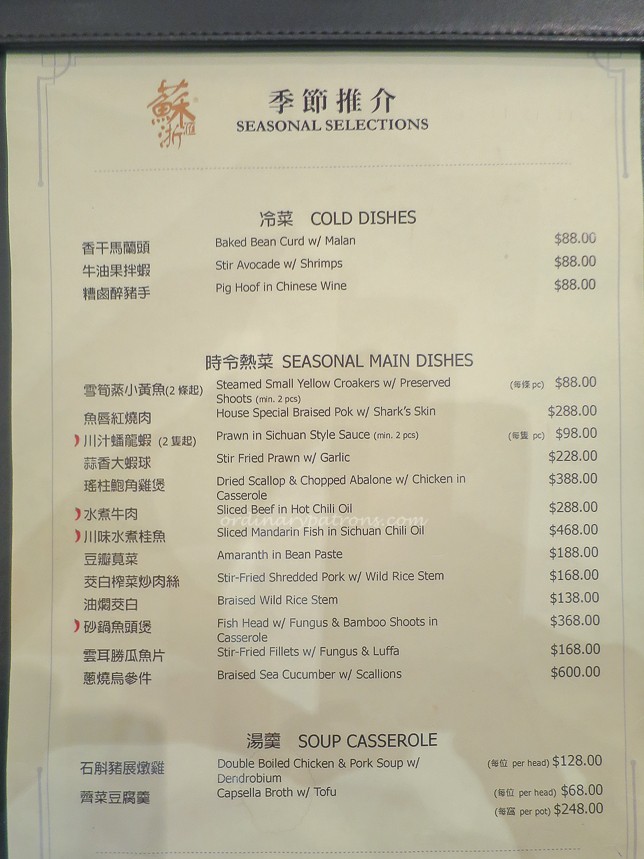 蘇浙滙
季節推介
SEASONAL SELECTIONS
冷菜 COLD DISHES
香干馬蘭頭 Baked Bean Curd w/ Malan $88.00
牛油果拌蝦 Stir Avocade w/ Shrimps $88.00
糟鹵醉豬手 Pig Hoof in Chinese Wine $88.00
時令熱菜 SEASONAL MAIN DISHES
雪筍蒸小黃魚(2 條起) Steamed Small Yellow Croakers w/ Preserved (每條 pc) $88.00
Shoots (min. 2 pcs)
魚唇紅燒肉 House Special Braised Pok w/ Shark's Skin $288.00
川汁蟠龍蝦 (2 隻起) Prawn in Sichuan Style Sauce (min. 2 pcs) (每隻 pc) $98.00
蒜香大蝦球 Stir Fried Prawn w/ Garlic $228.00
瑤柱鮑角雞煲 Dried Scallop & Chopped Abalone w/ Chicken in $388.00
Casserole
水煮牛肉 Sliced Beef in Hot Chili Oil $288.00
ordinarypatrons.com
川味水煮桂魚 Sliced Mandarin Fish in Sichuan Chili Oil $468.00
豆瓣莧菜 Amaranth in Bean Paste $188.00
茭白榨菜炒肉絲 Stir-Fried Shredded Pork w/ Wild Rice Stem $168.00
油燜茭白 Braised Wild Rice Stem $138.00
砂鍋魚頭煲 Fish Head w/ Fungus & Bamboo Shoots in $368.00
Casserole
雲耳勝瓜魚片 Stir-Fried Fillets w/ Fungus & Luffa $168.00
蔥燒烏參件 Braised Sea Cucumber w/ Scallions $600.00
湯羹 SOUP CASSEROLE
石斛豬展燉雞 Double Boiled Chicken & Pork Soup w/ (每位 per head) $128.00
Dendrobium
薺菜豆腐羹 Capsella Broth w/ Tofu (每位 per head) $68.00
(每窩 per pot) $248.00